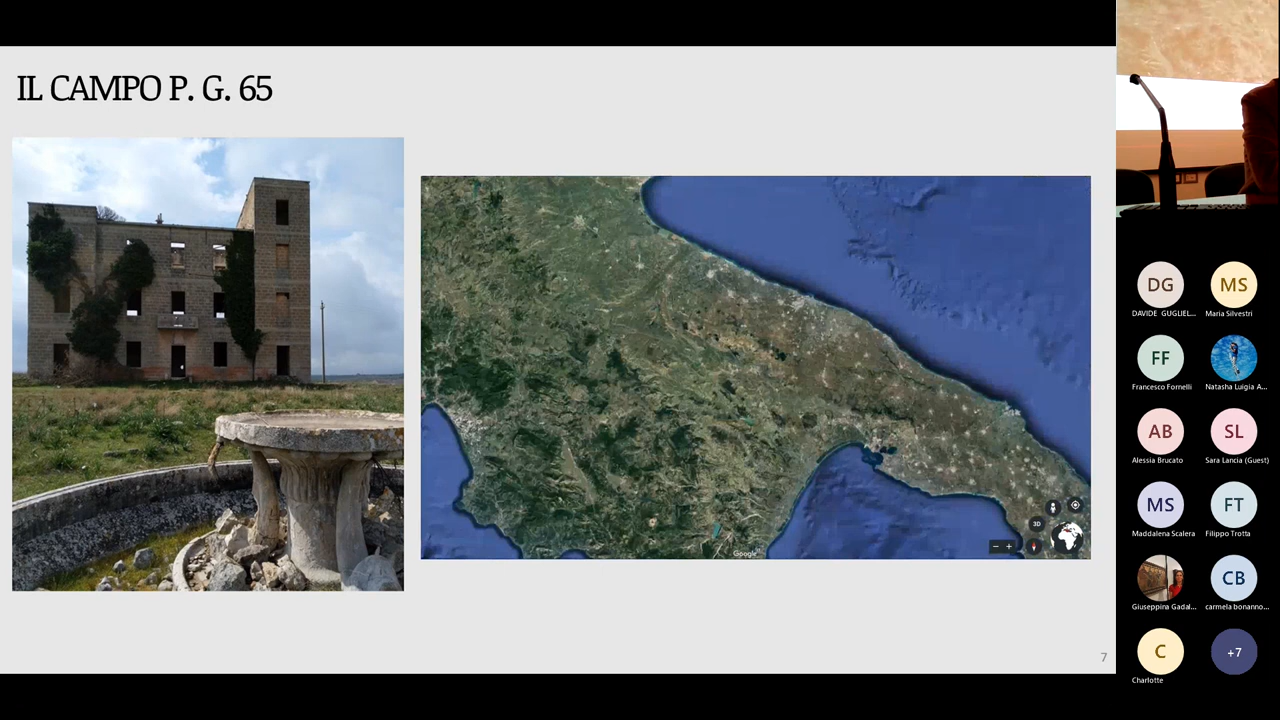 IL CAMPO P. G. 65
3D
Google
7
DG
MS
DAVIDE GUGLIEL...
Maria Silvestri
FF
Francesco Fornelli
Natasha Luigia A...
AB
SL
Alessia Brucato
Sara Lancia (Guest)
MS
FT
Maddalena Scalera
Filippo Trotta
CB
Giuseppina Gadal...
carmela bonanno...
C
+7
Charlotte